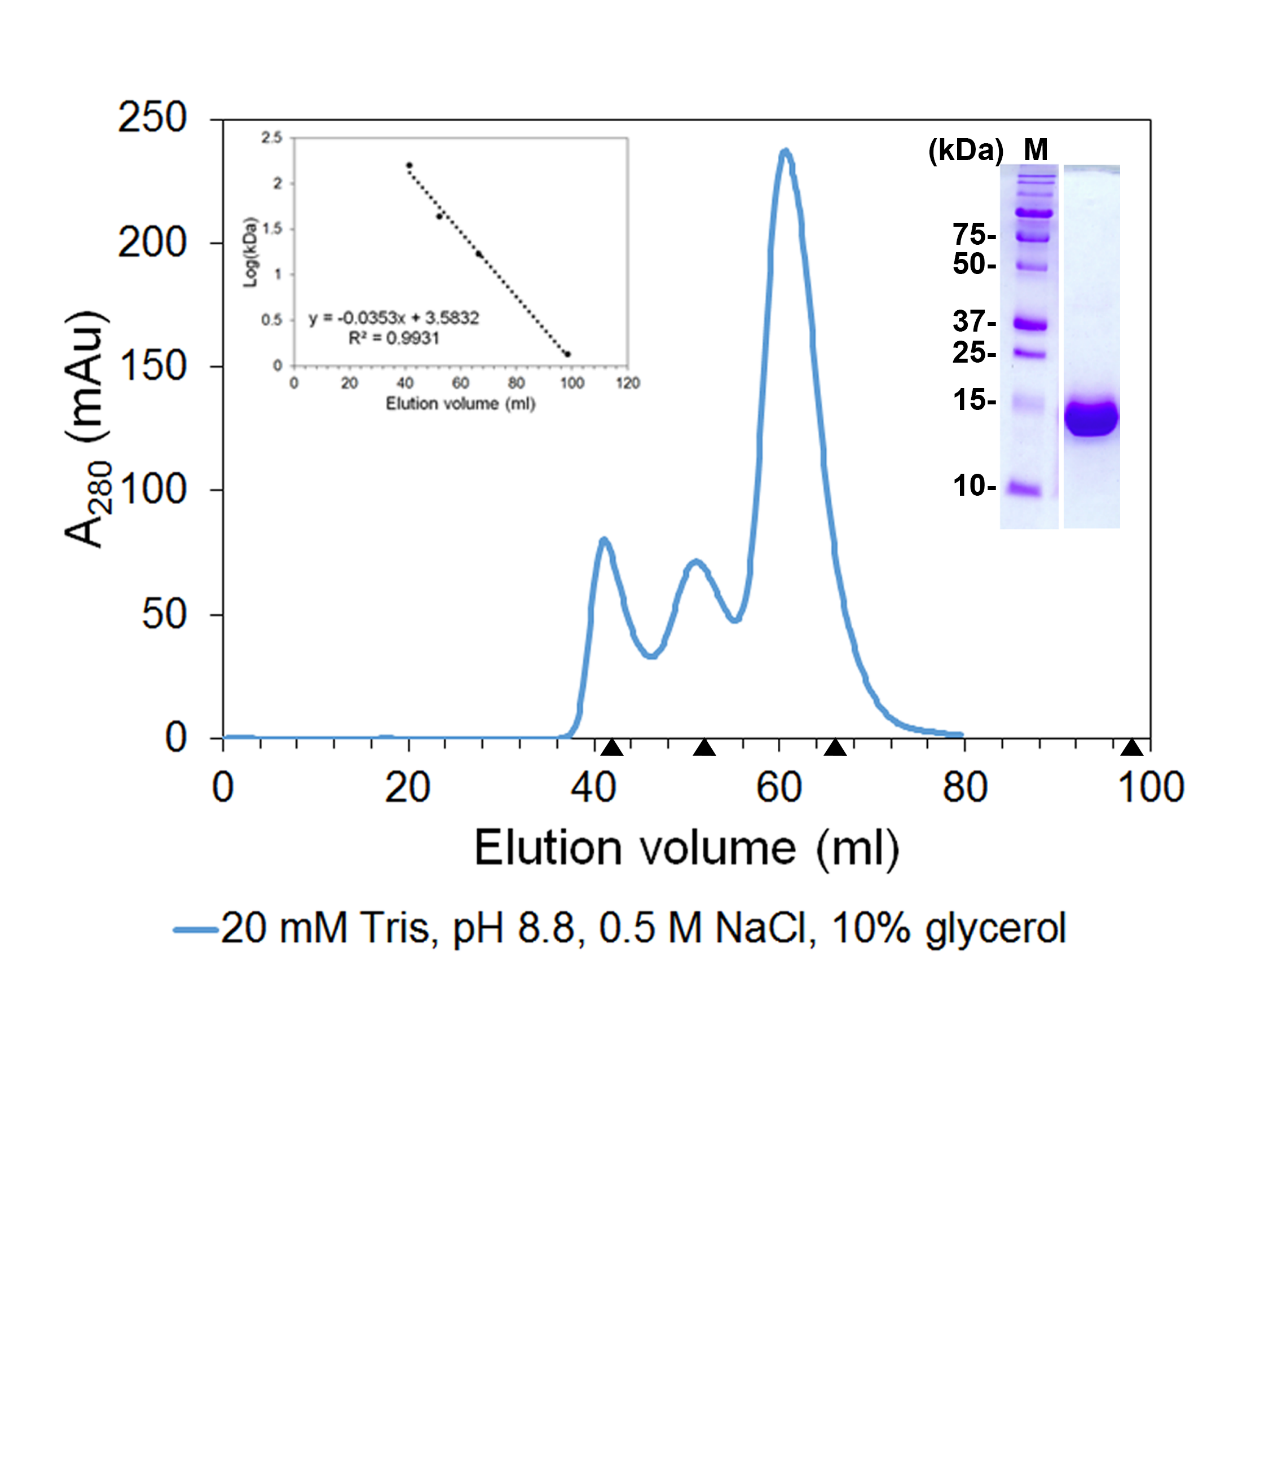 250
200
150
100
50
0
A280 (mAu)
2.5
2
1.5
1
0.5
0
Log(kDa)
y = -0.0353x + 3.5832
R² = 0.9931
0 20 40 60 80 100 120
Elution volume (ml)
(kDa) M
75-
50-
37-
25-
15-
10-
0 20 40 60 80 100
Elution volume (ml)
20 mM Tris, pH 8.8, 0.5 M NaCl, 10% glycerol